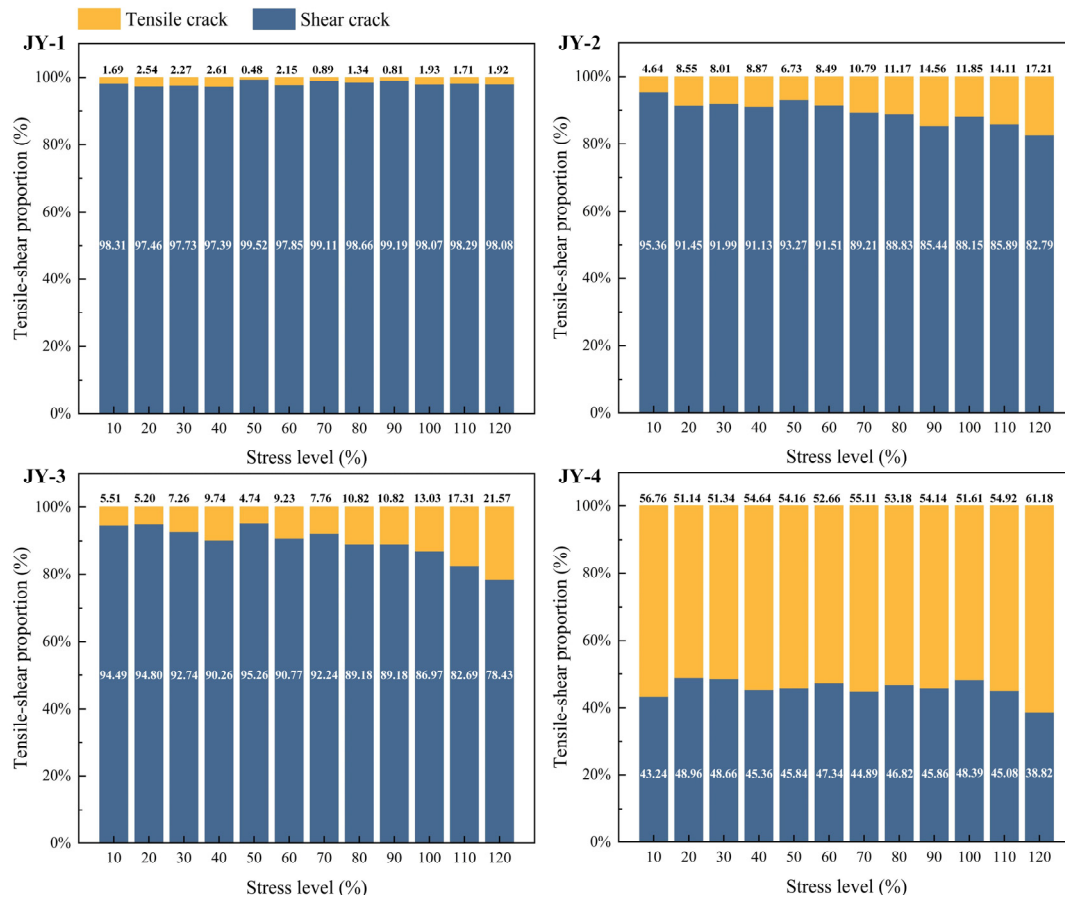 Tensile crack Shear crack
JY-1
1.69 2.54 2.27 2.61 0.48 2.15 0.89 1.34 0.81 1.93 1.71 1.92
100%
80%
60%
98.31 97.46 97.73 97.39 99.52 97.85 99.11 98.66 99.19 98.07 98.29 98.08
40%
20%
0%
Tensile-shear proportion (%)
10 20 30 40 50 60 70 80 90 100 110 120
Stress level (%)
JY-2
4.64 8.55 8.01 8.87 6.73 8.49 10.79 11.17 14.56 11.85 14.11 17.21
100%
80%
60%
95.36 91.45 91.99 91.13 93.27 91.51 89.21 88.83 85.44 88.15 85.89 82.79
40%
20%
0%
Tensile-shear proportion (%)
10 20 30 40 50 60 70 80 90 100 110 120
Stress level (%)
JY-3
5.51 5.20 7.26 9.74 4.74 9.23 7.76 10.82 10.82 13.03 17.31 21.57
100%
80%
60%
94.49 94.80 92.74 90.26 95.26 90.77 92.24 89.18 89.18 86.97 82.69 78.43
40%
20%
0%
Tensile-shear proportion (%)
10 20 30 40 50 60 70 80 90 100 110 120
Stress level (%)
JY-4
56.76 51.14 51.34 54.64 54.16 52.66 55.11 53.18 54.14 51.61 54.92 61.18
100%
80%
60%
40%
43.24 48.96 48.66 45.36 45.84 47.34 44.89 46.82 45.86 48.39 45.08 38.82
20%
0%
Tensile-shear proportion (%)
10 20 30 40 50 60 70 80 90 100 110 120
Stress level (%)